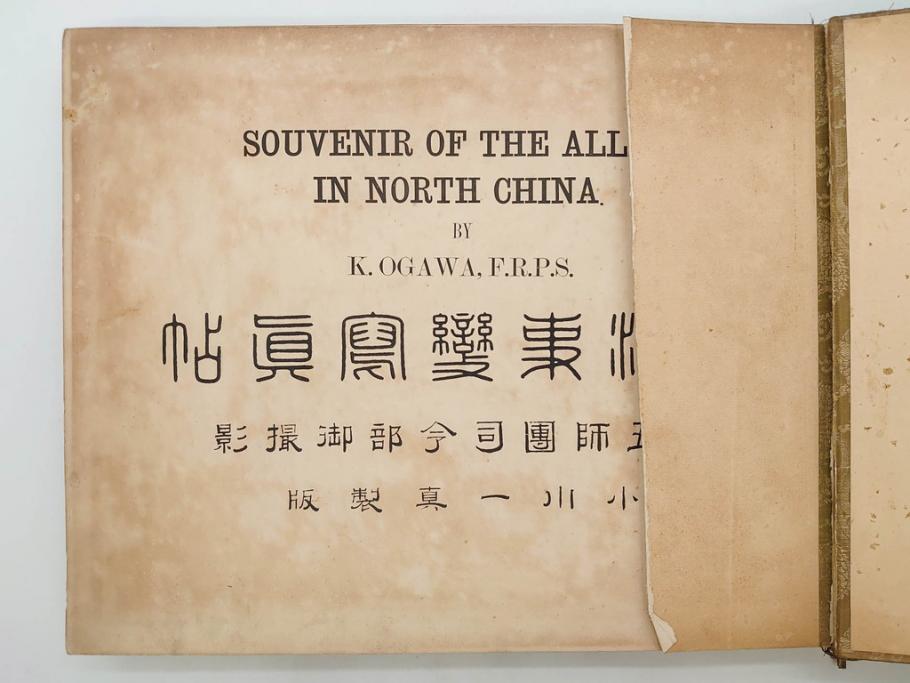 SOUVENIR OF THE ALL
IN NORTH CHINA.
BY
K. OGAWA, F.R.P.S.
事變寫眞帖
師團司令部御撮影
小川一真製版